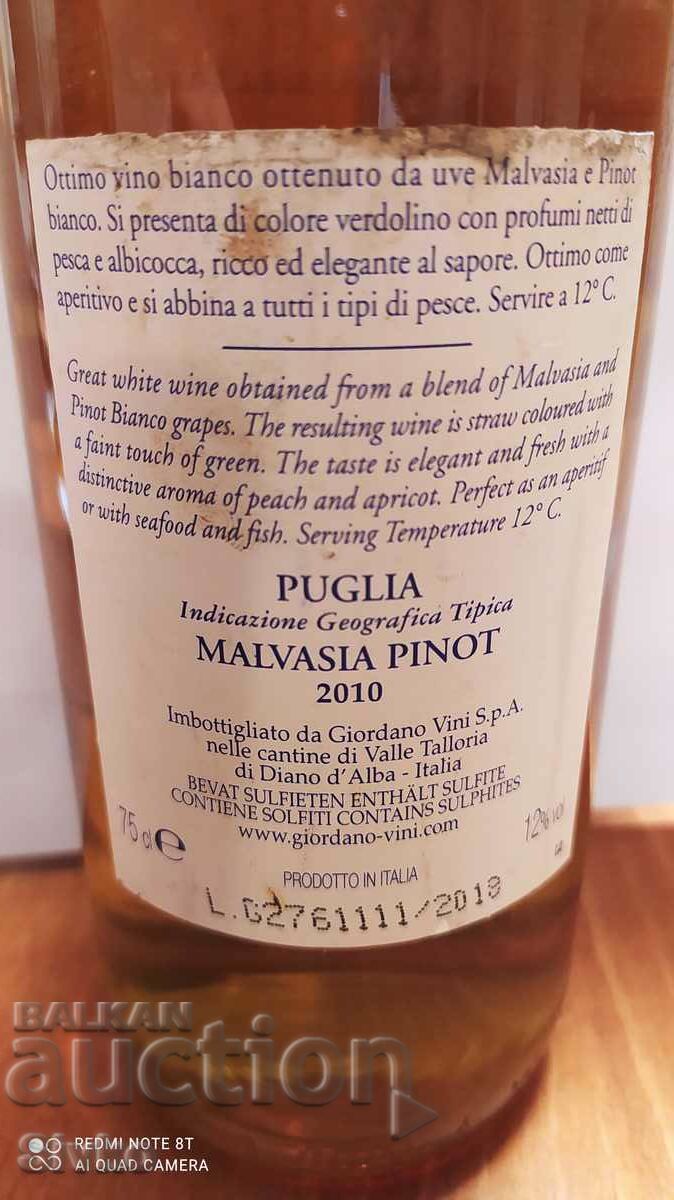 Ottimo vino bianco ottenuto da uve Malvasia e Pinot
bianco. Si presenta di colore verdolino con profumi netti di
pesca e albicocca, ricco ed elegante al sapore. Ottimo come
aperitivo e si abbina a tutti i tipi di pesce. Servire a 12° C.
Great white wine obtained from a blend of Malvasia and
Pinot Bianco grapes. The resulting wine is straw coloured with
a faint touch of green. The taste is elegant and fresh with a
distinctive aroma of peach and apricot. Perfect as an aperitif
or with seafood and fish. Serving Temperature 12° C.
PUGLIA
Indicazione Geografica Tipica
MALVASIA PINOT
2010
Imbottigliato da Giordano Vini S.p.A.
nelle cantine di Valle Talloria
di Diano d'Alba - Italia
BEVAT SULFIETEN ENTHÄLT SULFITE
CONTIENE SOLFITI CONTAINS SULPHITES
www.giordano-vini.com
75 cl e
12% vol
PRODOTTO IN ITALIA
L.G2761111/2018
BALKAN
auction
REDMI NOTE 8T
AI QUAD CAMERA